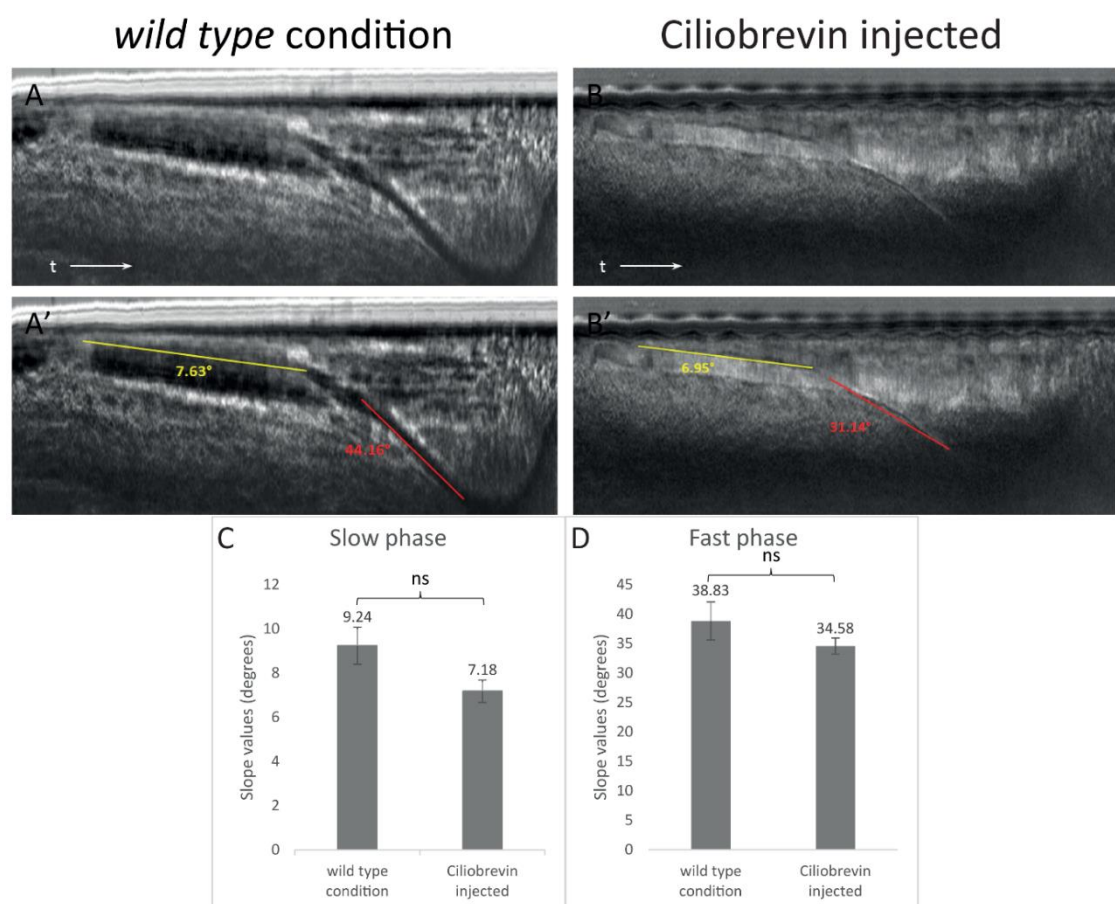 wild type condition
Ciliobrevin injected
A
B
t
t
A’
B’
7.63°
44.16°
6.95°
31.14°
C
Slow phase
12
10
8
6
4
2
0
Slope values (degrees)
ns
9.24
7.18
wild type
condition
Ciliobrevin
injected
D
Fast phase
45
40
35
30
25
20
15
10
5
0
Slope values (degrees)
ns
38.83
34.58
wild type
condition
Ciliobrevin
injected